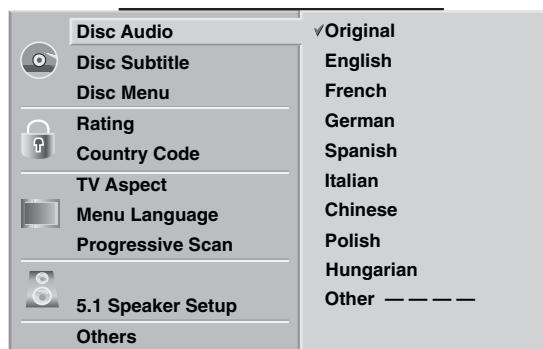 Disc Audio
Disc Subtitle
Disc Menu
Rating
Country Code
TV Aspect
Menu Language
Progressive Scan
5.1 Speaker Setup
Others
✓Original
English
French
German
Spanish
Italian
Chinese
Polish
Hungarian
Other — — — —